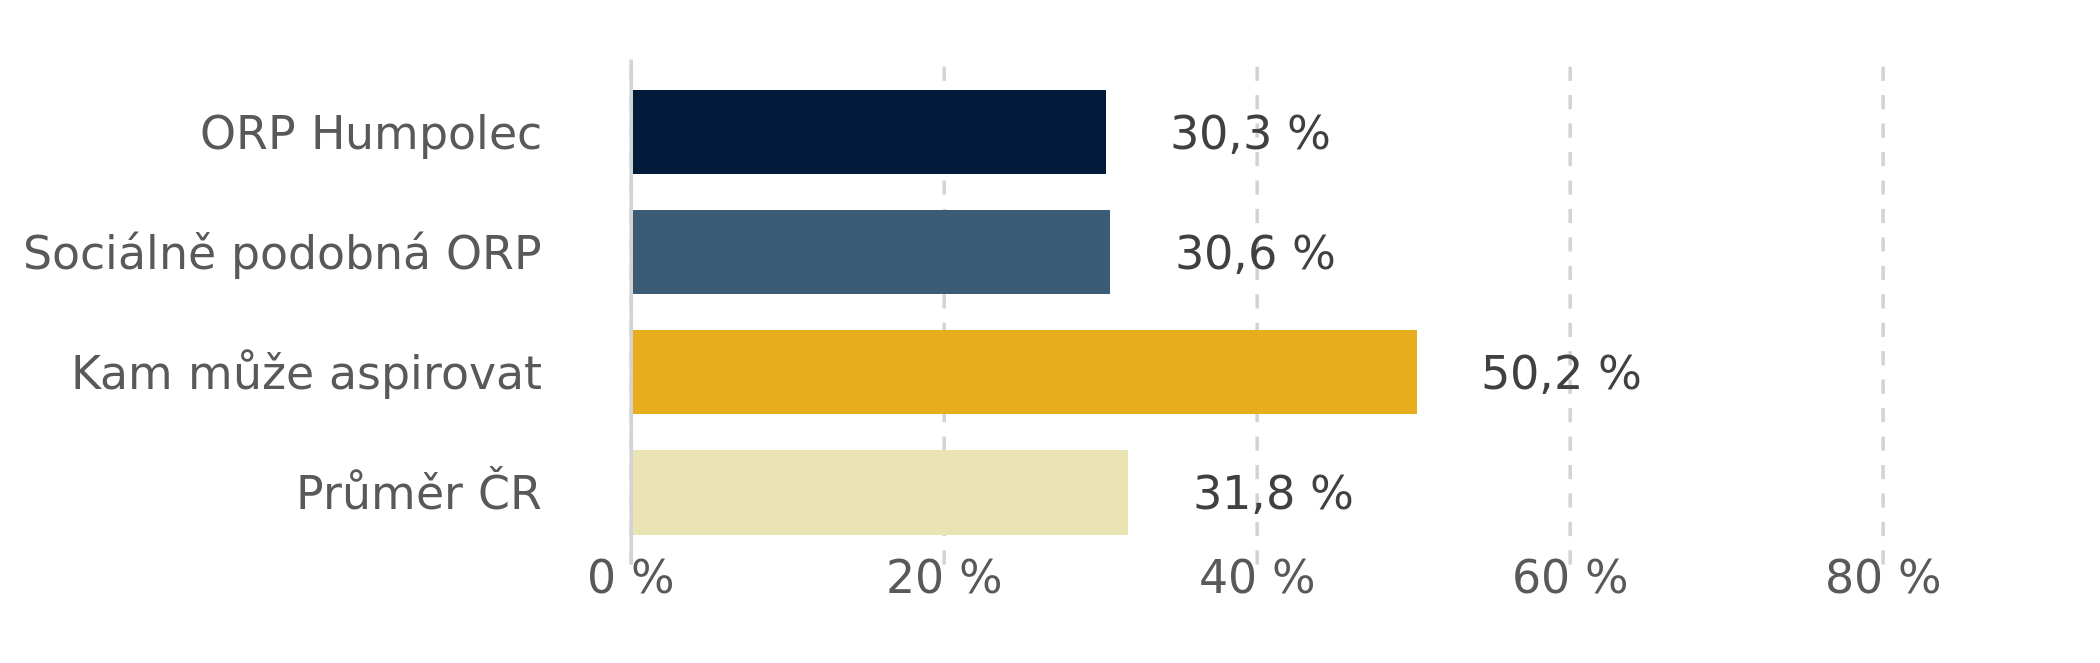 ORP Humpolec 30,3 %
Sociálně podobná ORP 30,6 %
Kam může aspirovat 50,2 %
Průměr ČR 31,8 %
0 % 20 % 40 % 60 % 80 %